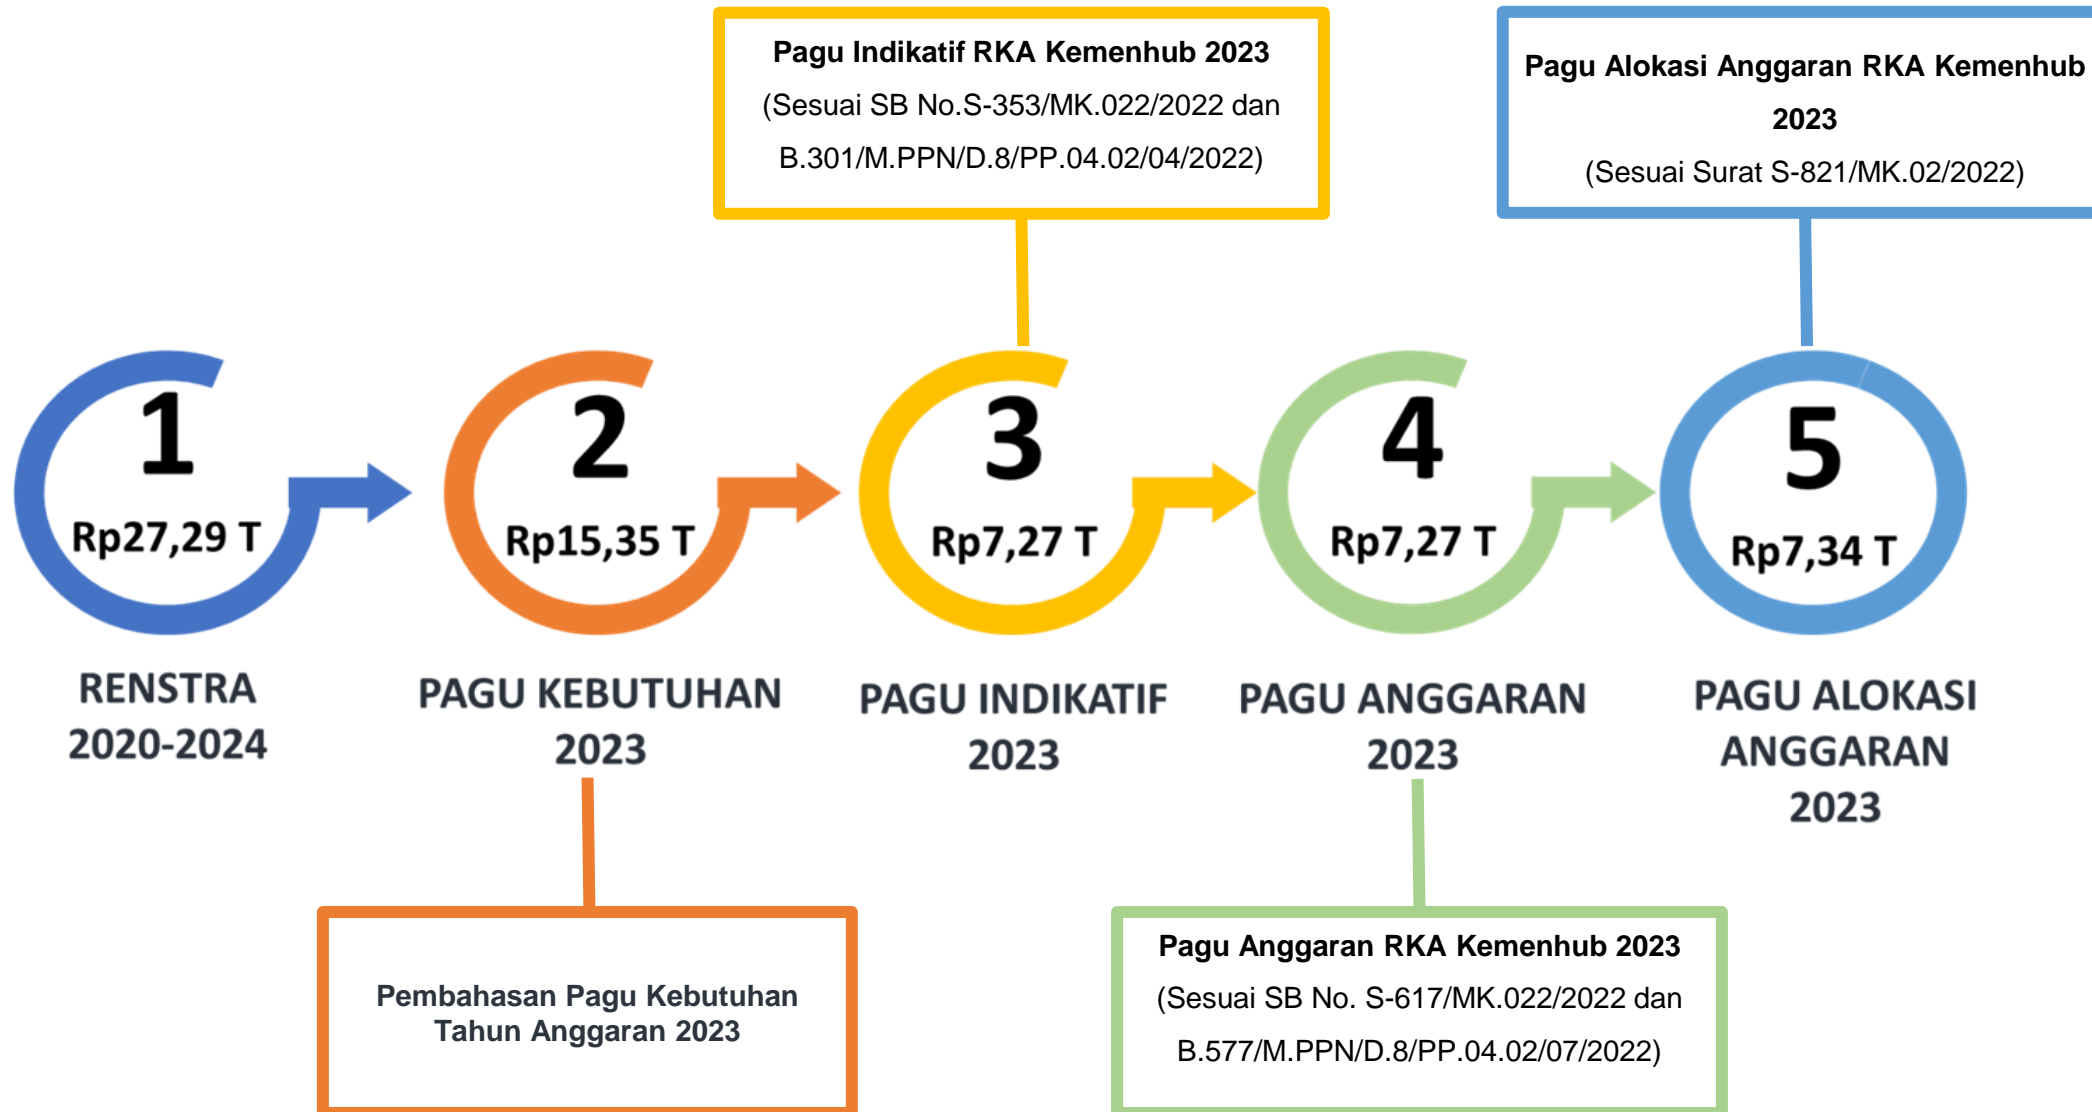 Pagu Indikatif RKA Kemenhub 2023
(Sesuai SB No.S-353/MK.022/2022 dan
B.301/M.PPN/D.8/PP.04.02/04/2022)
Pagu Alokasi Anggaran RKA Kemenhub
2023
(Sesuai Surat S-821/MK.02/2022)
1
Rp27,29 T
2
Rp15,35 T
3
Rp7,27 T
4
Rp7,27 T
5
Rp7,34 T
RENSTRA
2020-2024
PAGU KEBUTUHAN
2023
PAGU INDIKATIF
2023
PAGU ANGGARAN
2023
PAGU ALOKASI
ANGGARAN
2023
Pembahasan Pagu Kebutuhan
Tahun Anggaran 2023
Pagu Anggaran RKA Kemenhub 2023
(Sesuai SB No. S-617/MK.022/2022 dan
B.577/M.PPN/D.8/PP.04.02/07/2022)